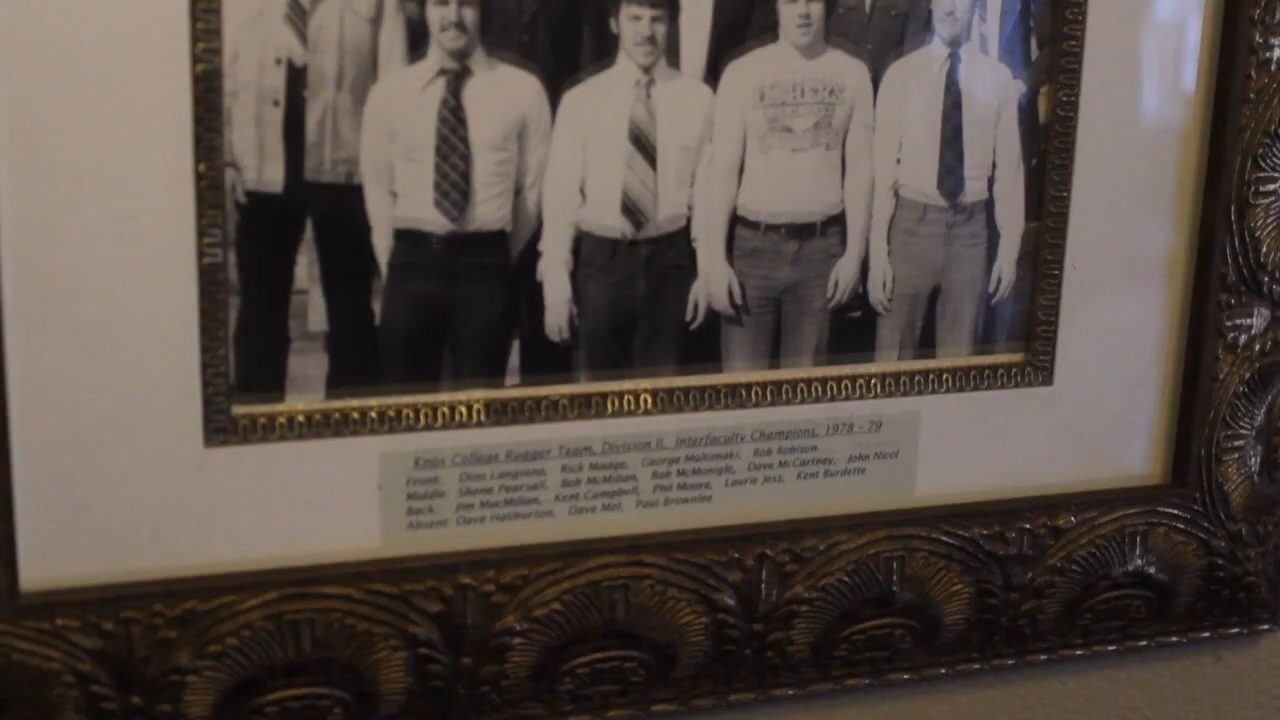 Knox College Rugger Team, Division II, Interfaculty Champions, 1978 - 79
Front: Dino Langiano, Rick Madge, George Multimaki, Rob Robison
Middle: Shane Pearsall, Bob McMillan, Rob McMonigle, Dave McCartney, John Nicol
Back: Jim MacMillan, Kent Campbell, Phil Moore, Laurie Jess, Kent Burdette
Absent: Dave Haliburton, Dave Mol, Paul Brownlee